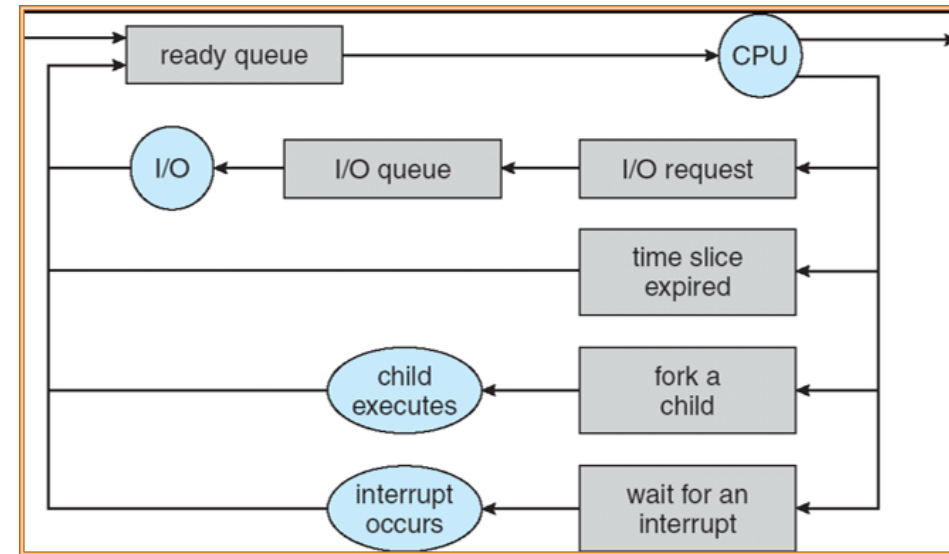 ready queue
CPU
I/O
I/O queue
I/O request
time slice
expired
child
executes
fork a
child
interrupt
occurs
wait for an
interrupt